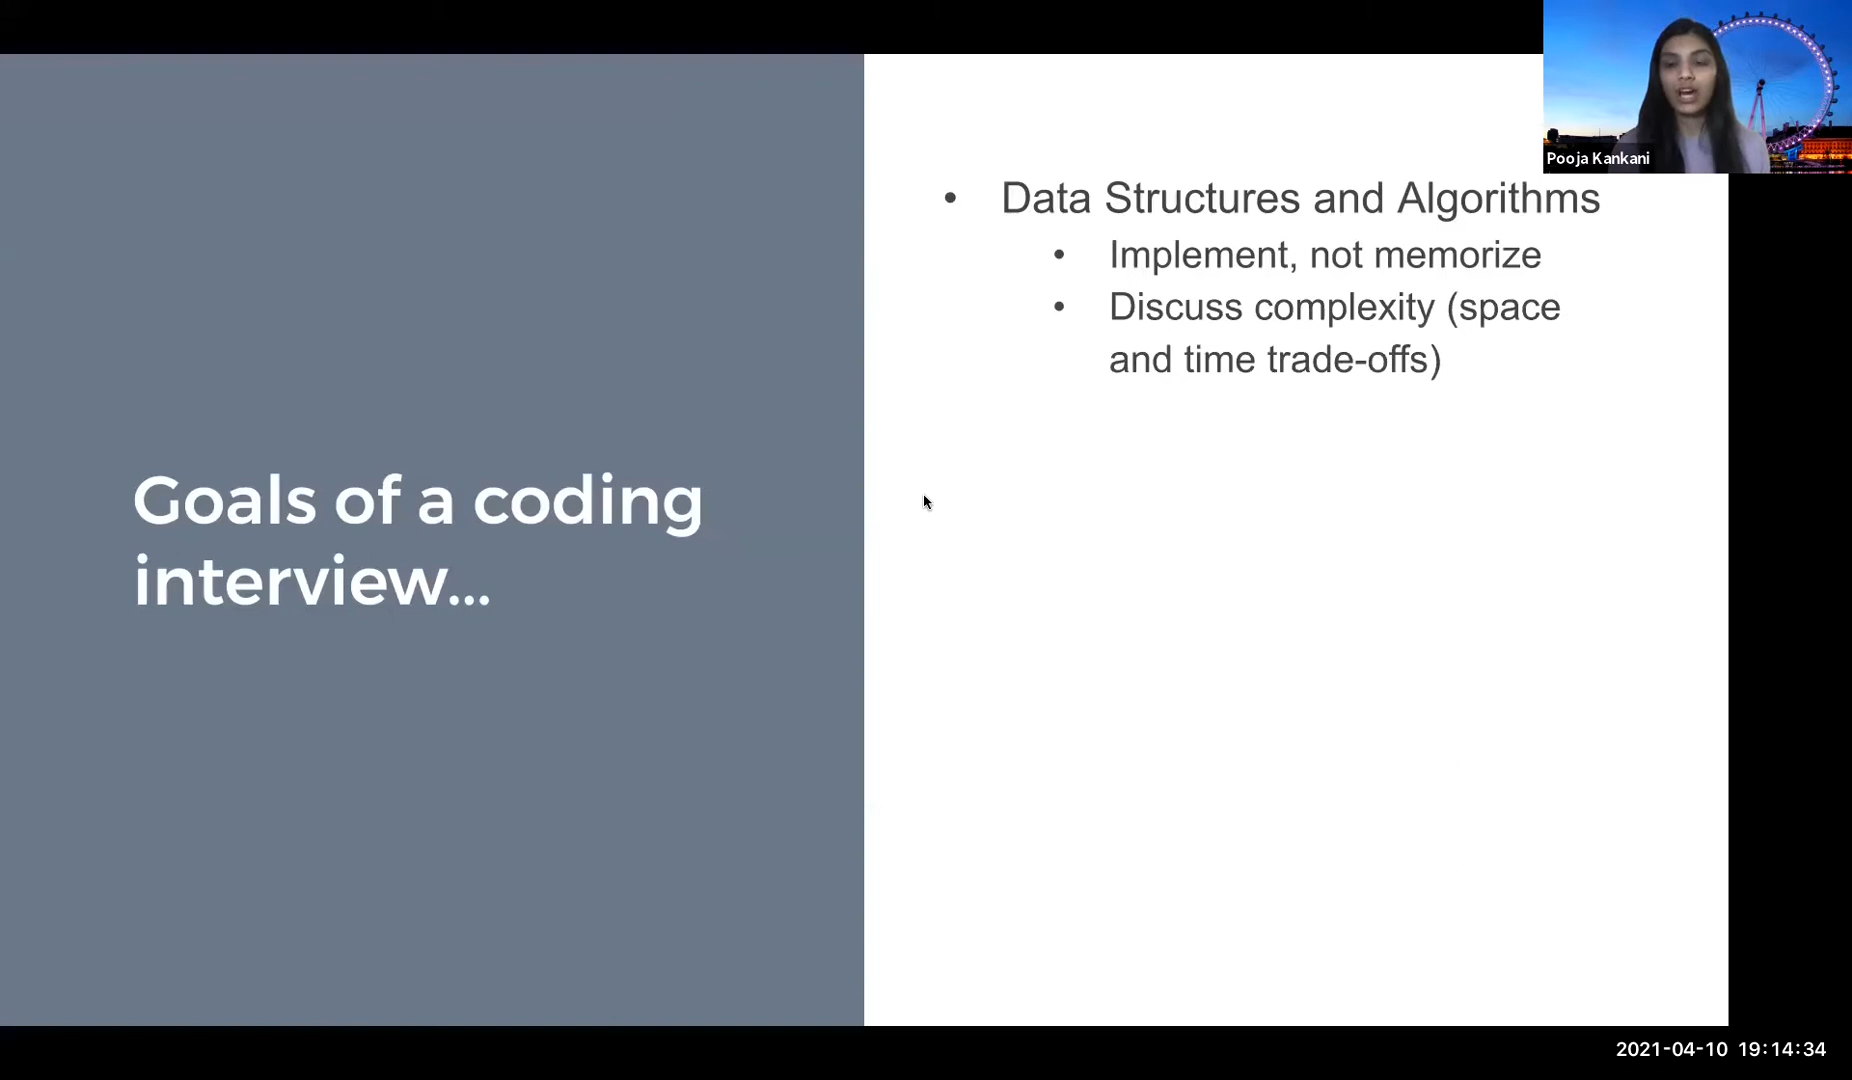 Pooja Kankani
Goals of a coding
interview...
• Data Structures and Algorithms
• Implement, not memorize
• Discuss complexity (space
and time trade-offs)
2021-04-10 19:14:34